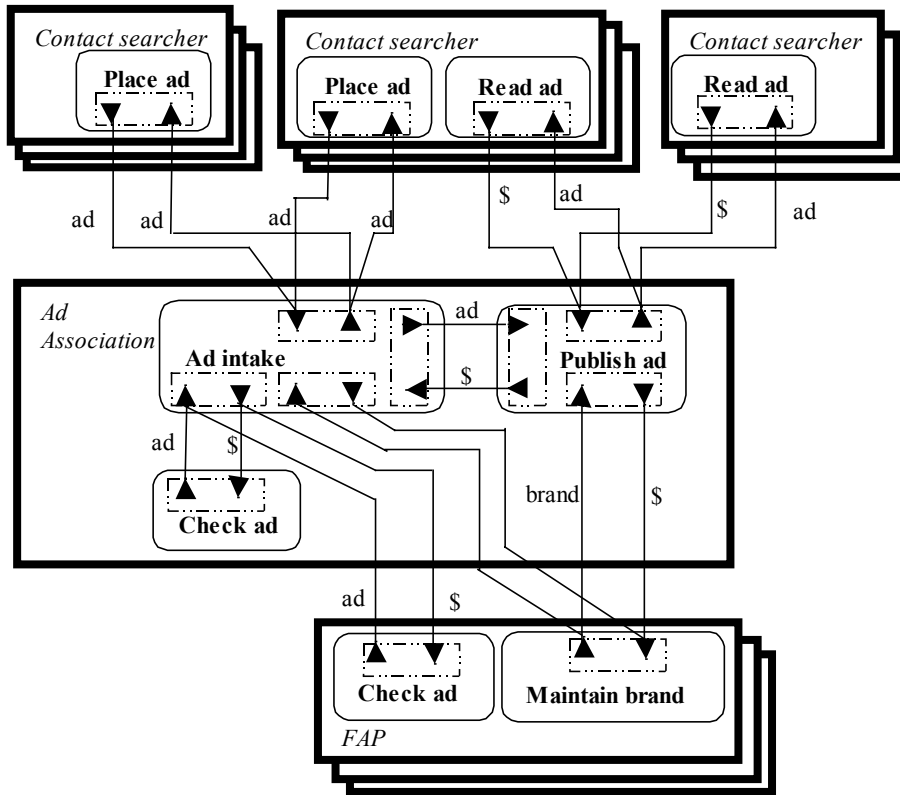 Contact searcher
Contact searcher
Contact searcher
Place ad
Place ad
Read ad
Read ad
ad
ad
ad
ad
$
ad
$
ad
Ad
Association
Ad intake
ad
$
Publish ad
ad
$
Check ad
brand
$
ad
$
Check ad
Maintain brand
FAP